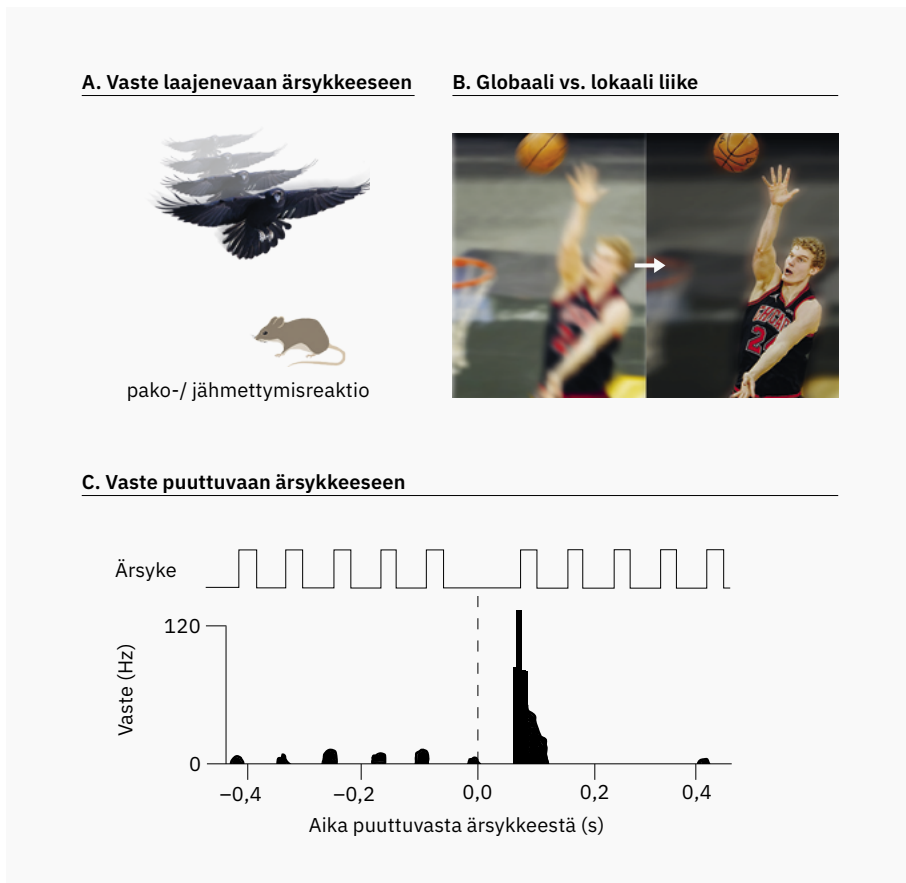 A. Vaste laajenevaan ärsykkeeseen
B. Globaali vs. lokaali liike
pako-/ jähmettymisreaktio
C. Vaste puuttuvaan ärsykkeeseen
Ärsyke
120
Vaste (Hz)
0
–0,4 –0,2 0,0 0,2 0,4
Aika puuttuvasta ärsykkeestä (s)